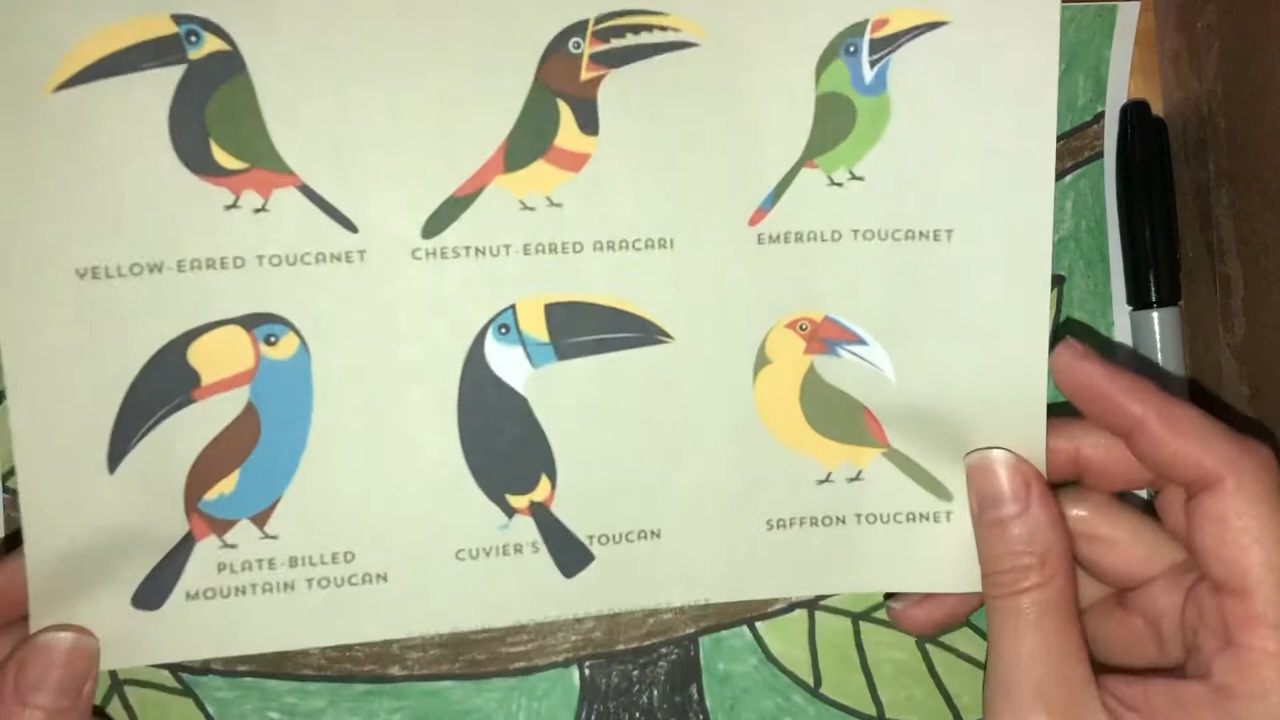 YELLOW-EARED TOUCANET
CHESTNUT-EARED ARACARI
EMERALD TOUCANET
PLATE-BILLED
MOUNTAIN TOUCAN
CUVIER'S TOUCAN
SAFFRON TOUCANET